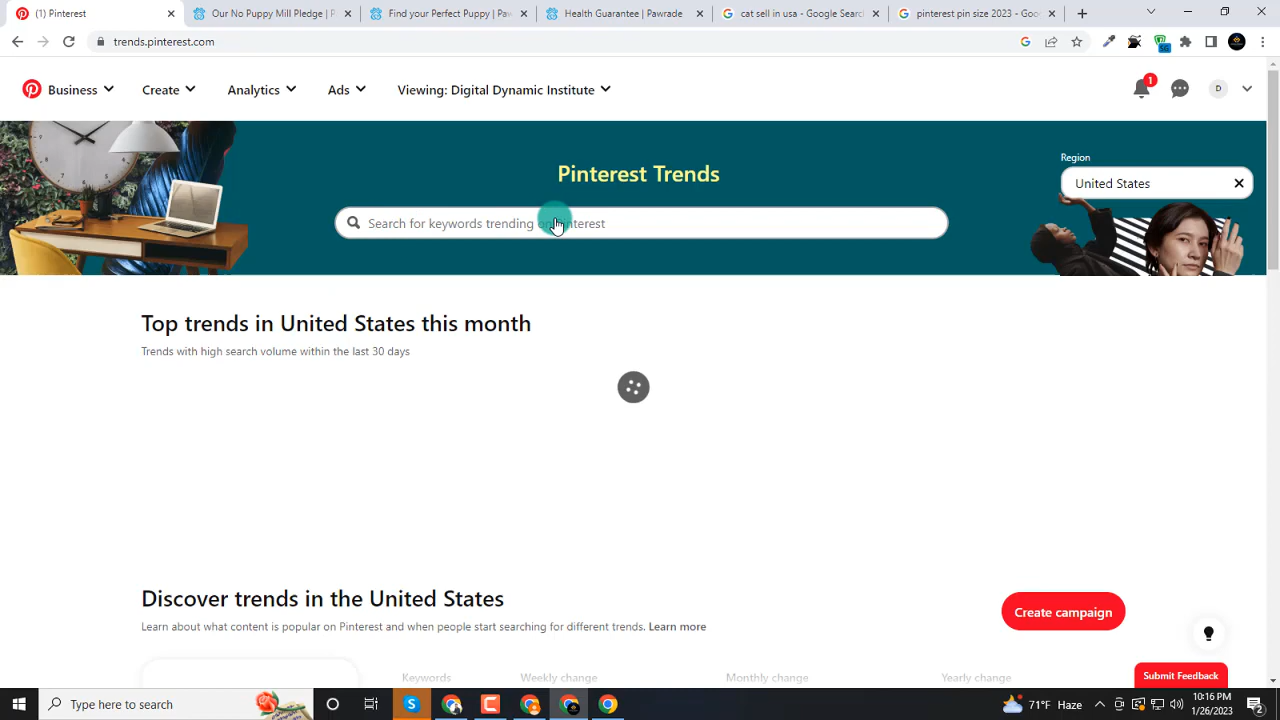 (1) Pinterest
Our No Puppy Mill Pledge | P
Find your Perfect Puppy | Paw
Health Guarantee | Pawrade
cat sell in usa - Google Searc
pinterest pin size 2023 - Goo
trends.pinterest.com
SG
Business
Create
Analytics
Ads
Viewing: Digital Dynamic Institute
1
D
Pinterest Trends
Region
United States
Search for keywords trending on Pinterest
Top trends in United States this month
Trends with high search volume within the last 30 days
Discover trends in the United States
Create campaign
Learn about what content is popular on Pinterest and when people start searching for different trends. Learn more
Keywords
Weekly change
Monthly change
Yearly change
Submit Feedback
Type here to search
71°F Haze
10:16 PM
1/26/2023
2